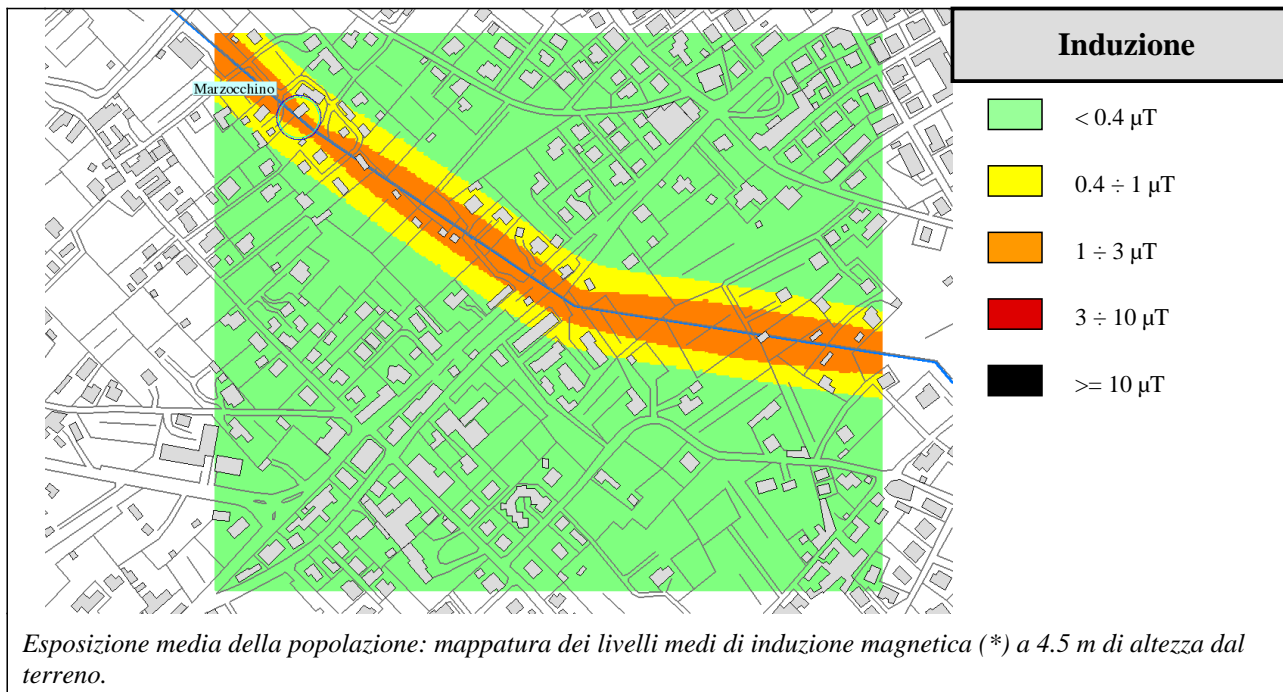 Marzocchino
Induzione
< 0.4 µT
0.4 ÷ 1 µT
1 ÷ 3 µT
3 ÷ 10 µT
>= 10 µT
Esposizione media della popolazione: mappatura dei livelli medi di induzione magnetica (*) a 4.5 m di altezza dal
terreno.